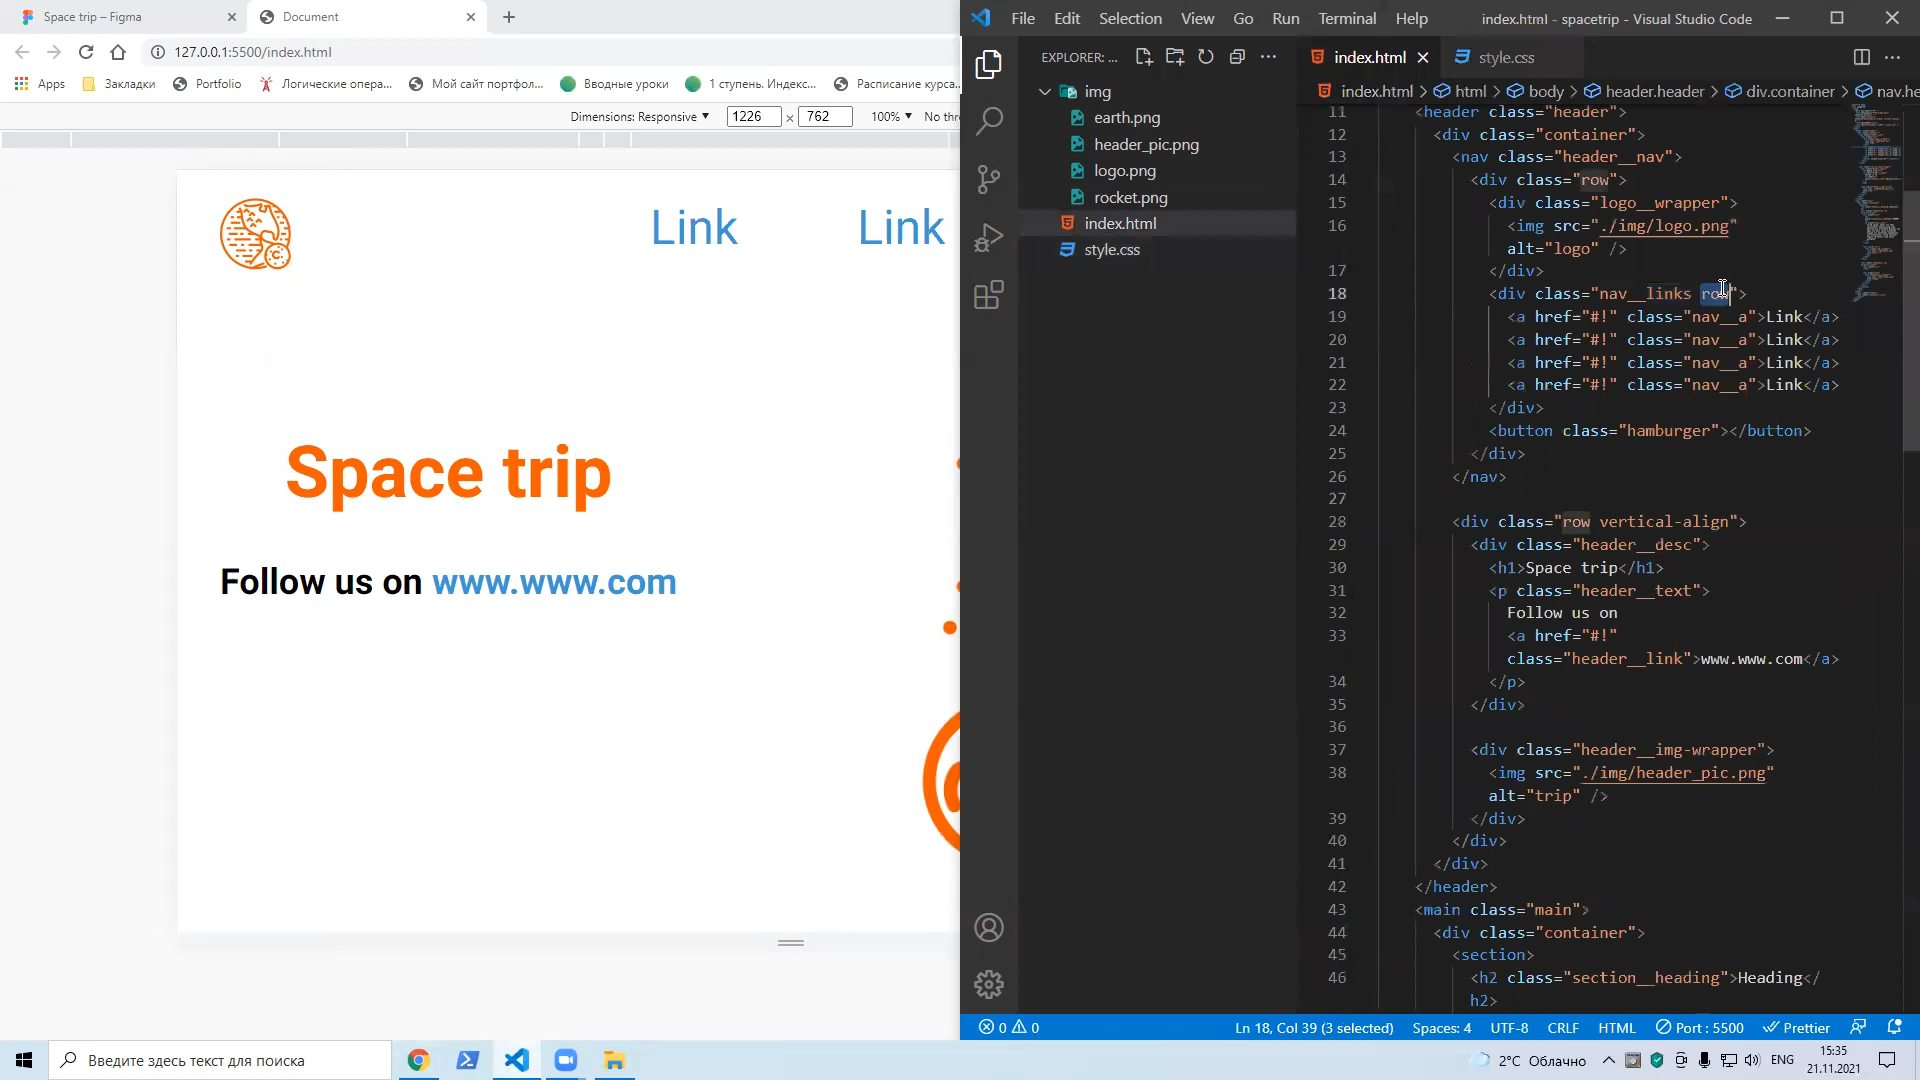 Space trip – Figma
Document
127.0.0.1:5500/index.html
Apps
Закладки
Portfolio
Логические опера...
Мой сайт портфол...
Вводные уроки
1 ступень. Индекс...
Расписание курса...
Dimensions: Responsive ▼ 1226 × 762 100% ▼ No thro
Link Link
Space trip
Follow us on www.www.com
File Edit Selection View Go Run Terminal Help
index.html - spacetrip - Visual Studio Code
EXPLORER: ...
img
earth.png
header_pic.png
logo.png
rocket.png
index.html
style.css
index.html
style.css
index.html > html > body > header.header > div.container > nav.he
11 <header class="header">
12 <div class="container">
13 <nav class="header__nav">
14 <div class="row">
15 <div class="logo__wrapper">
16 <img src="./img/logo.png"
alt="logo" />
17 </div>
18 <div class="nav__links row">
19 <a href="#!" class="nav__a">Link</a>
20 <a href="#!" class="nav__a">Link</a>
21 <a href="#!" class="nav__a">Link</a>
22 <a href="#!" class="nav__a">Link</a>
23 </div>
24 <button class="hamburger"></button>
25 </div>
26 </nav>
27
28 <div class="row vertical-align">
29 <div class="header__desc">
30 <h1>Space trip</h1>
31 <p class="header__text">
32 Follow us on
33 <a href="#!"
class="header__link">www.www.com</a>
34 </p>
35 </div>
36
37 <div class="header__img-wrapper">
38 <img src="./img/header_pic.png"
alt="trip" />
39 </div>
40 </div>
41 </div>
42 </header>
43 <main class="main">
44 <div class="container">
45 <section>
46 <h2 class="section__heading">Heading</
h2>
0 0
Ln 18, Col 39 (3 selected) Spaces: 4 UTF-8 CRLF HTML Port : 5500 Prettier
Введите здесь текст для поиска
2°C Облачно
ENG
15:35
21.11.2021